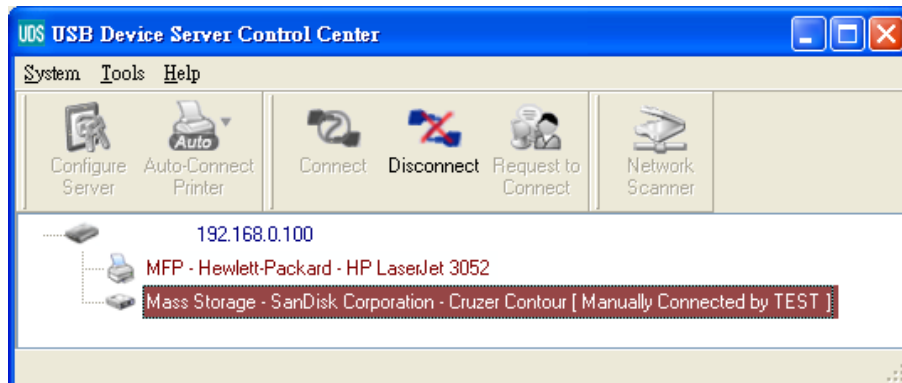 UDS USB Device Server Control Center
System Tools Help
Configure Server
Auto
Auto-Connect Printer
Connect
Disconnect
Request to Connect
Network Scanner
192.168.0.100
MFP - Hewlett-Packard - HP LaserJet 3052
Mass Storage - SanDisk Corporation - Cruzer Contour [ Manually Connected by TEST ]